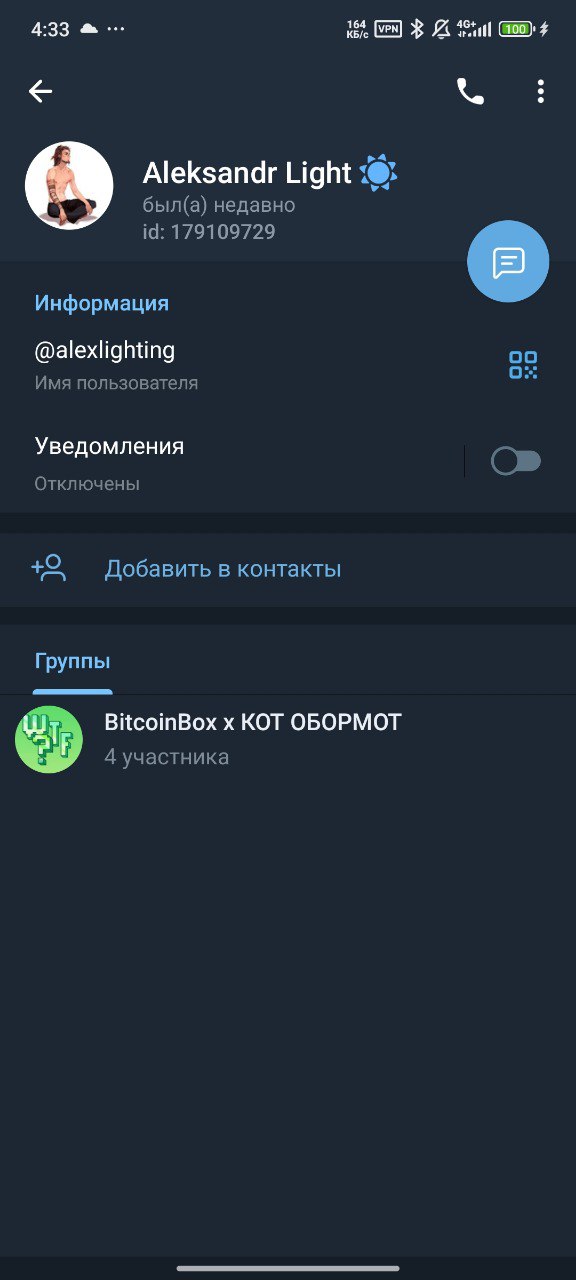 4:33 ... 164 КБ/с VPN 4G+ 100
Aleksandr Light
был(а) недавно
id: 179109729
Информация
@alexlighting
Имя пользователя
Уведомления
Отключены
Добавить в контакты
Группы
WTF?
BitcoinBox x КОТ ОБОРМОТ
4 участника